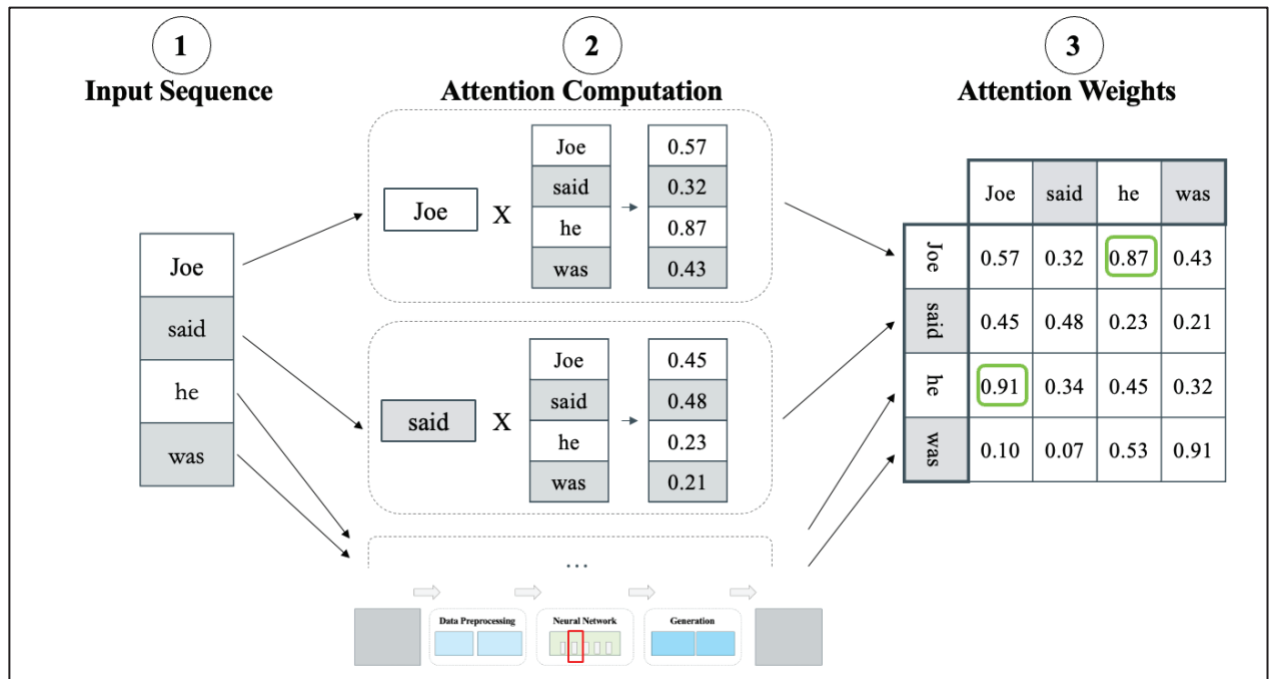 1
2
3
Input Sequence
Attention Computation
Attention Weights
Joe
said
he
was
Joe
X
Joe
said
he
was
0.57
0.32
0.87
0.43
said
X
Joe
said
he
was
0.45
0.48
0.23
0.21
...
Joe said he was
Joe 0.57 0.32 0.87 0.43
said 0.45 0.48 0.23 0.21
he 0.91 0.34 0.45 0.32
was 0.10 0.07 0.53 0.91
Data Preprocessing
Neural Network
Generation